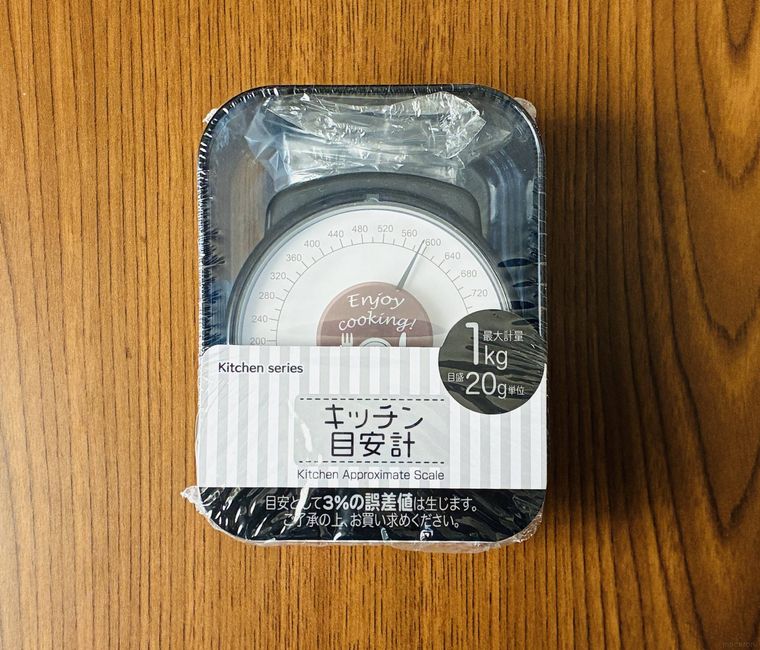 440 480 520 560
400 600
360 640
320 680
280 720
240
200
Enjoy
cooking!
最大計量
1kg
目盛20g単位
Kitchen series
キッチン
目安計
Kitchen Approximate Scale
目安として3%の誤差値は生じます。
ご了承の上、お買い求めください。